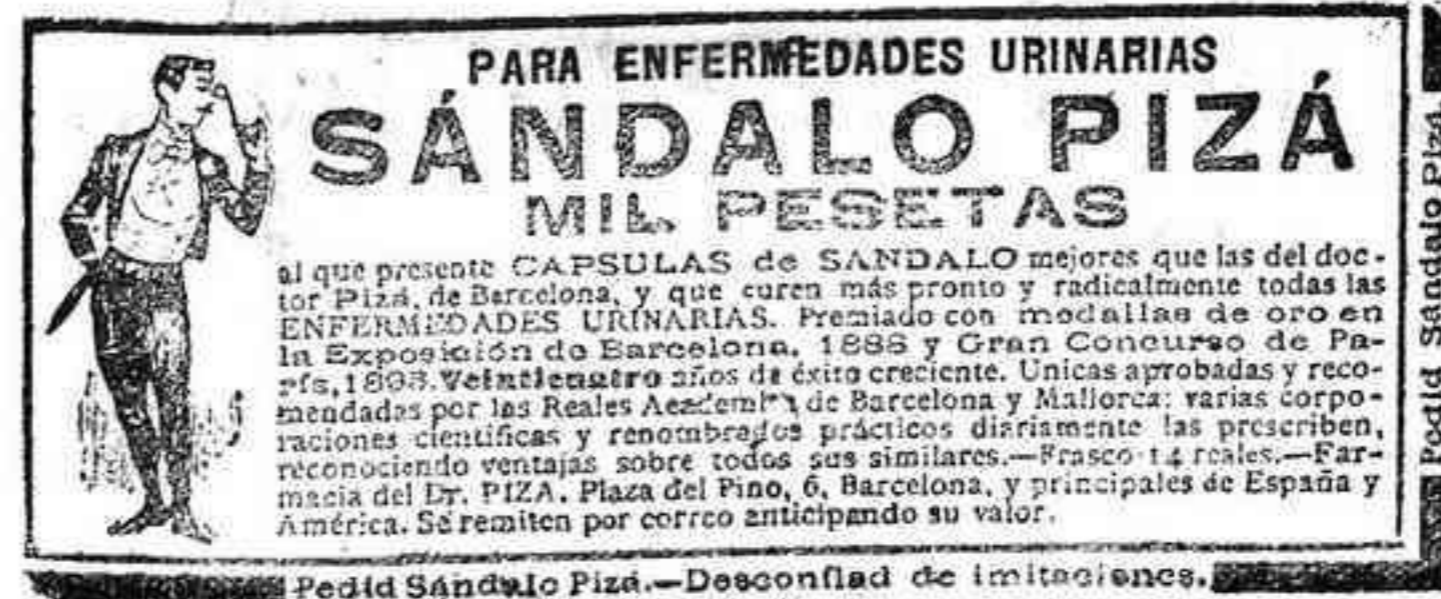 PARA ENFERMEDADES URINARIAS
SÁNDALO PIZÁ
MIL PESETAS
al que presente CAPSULAS de SANDALO mejores que las del doc-
tor Pizá, de Barcelona, y que curen más pronto y radicalmente todas las
ENFERMEDADES URINARIAS. Premiado con medallas de oro en
la Exposición de Barcelona, 1888 y Gran Concurso de Pa-
rís, 1895. Veinticuatro años de éxito creciente. Unicas aprobadas y reco-
mendadas por las Reales Academias de Barcelona y Mallorca: varias corpo-
raciones científicas y renombrados prácticos diariamente las prescriben,
reconociendo ventajas sobre todos sus similares.—Frasco 14 reales.—Far-
macia del Dr. PIZA. Plaza del Pino, 6, Barcelona, y principales de España y
América. Se remiten por correo anticipando su valor.
Pedid Sándalo Pizá.—Desconfiad de imitaciones.
Pedid Sándalo Pizá